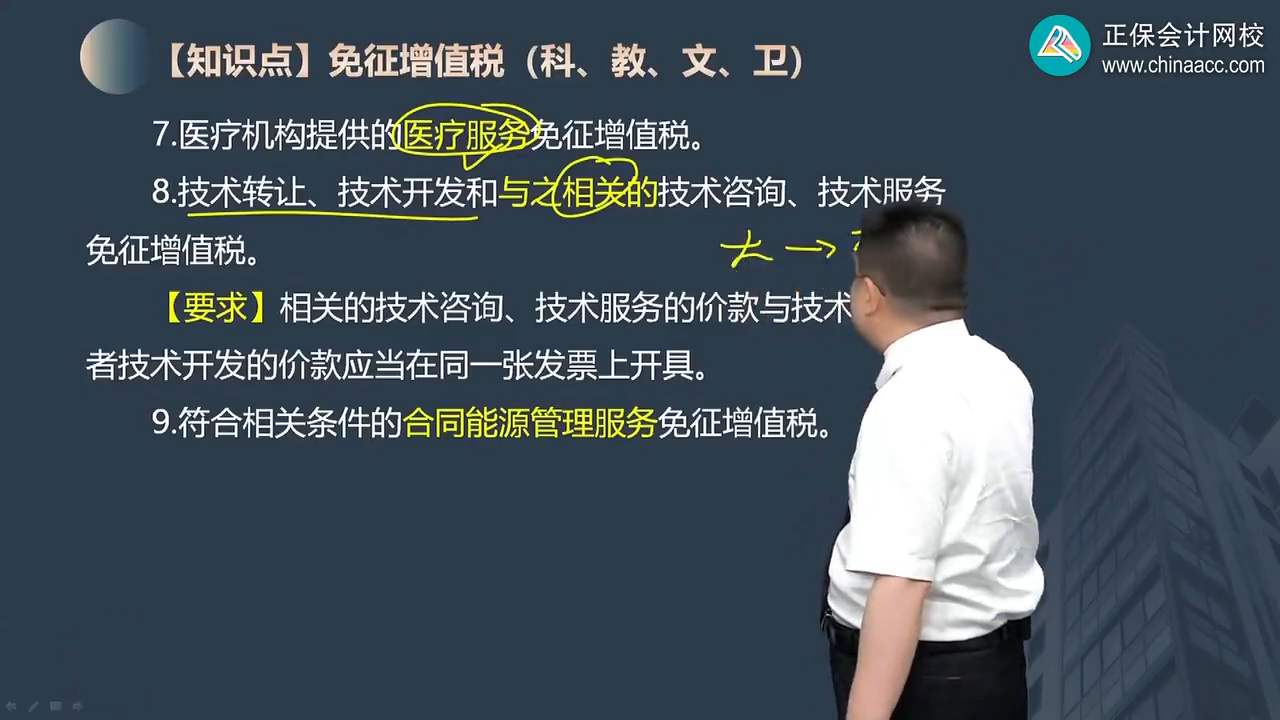 正保会计网校
www.chinaacc.com
【知识点】免征增值税（科、教、文、卫）
7.医疗机构提供的医疗服务免征增值税。
8.技术转让、技术开发和与之相关的技术咨询、技术服务
免征增值税。
大→
【要求】相关的技术咨询、技术服务的价款与技术
者技术开发的价款应当在同一张发票上开具。
9.符合相关条件的合同能源管理服务免征增值税。